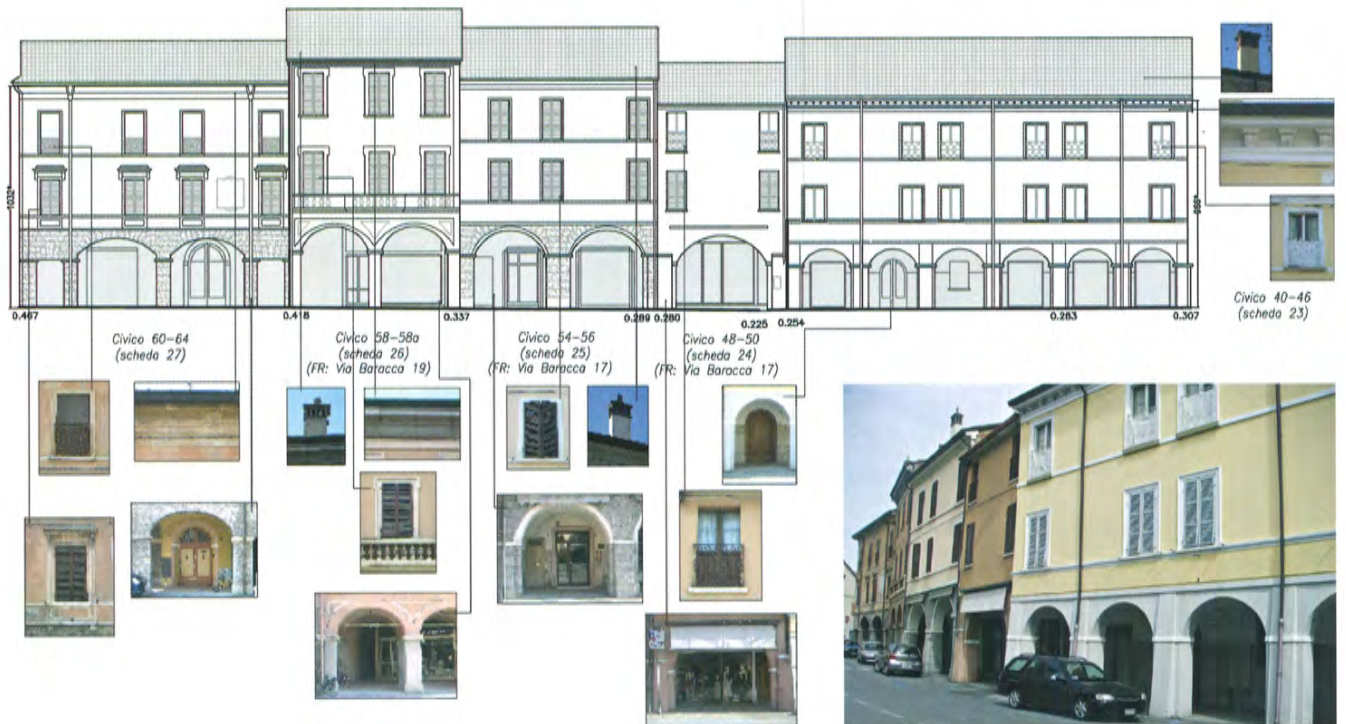 1032*
988*
0.467
0.418
0.337
0.289
0.280
0.225
0.254
0.283
0.307
Civico 60-64
(scheda 27)
Civico 58-58a
(scheda 26)
(FR: Via Baracca 19)
Civico 54-56
(scheda 25)
(FR: Via Baracca 17)
Civico 48-50
(scheda 24)
(FR: Via Baracca 17)
Civico 40-46
(scheda 23)